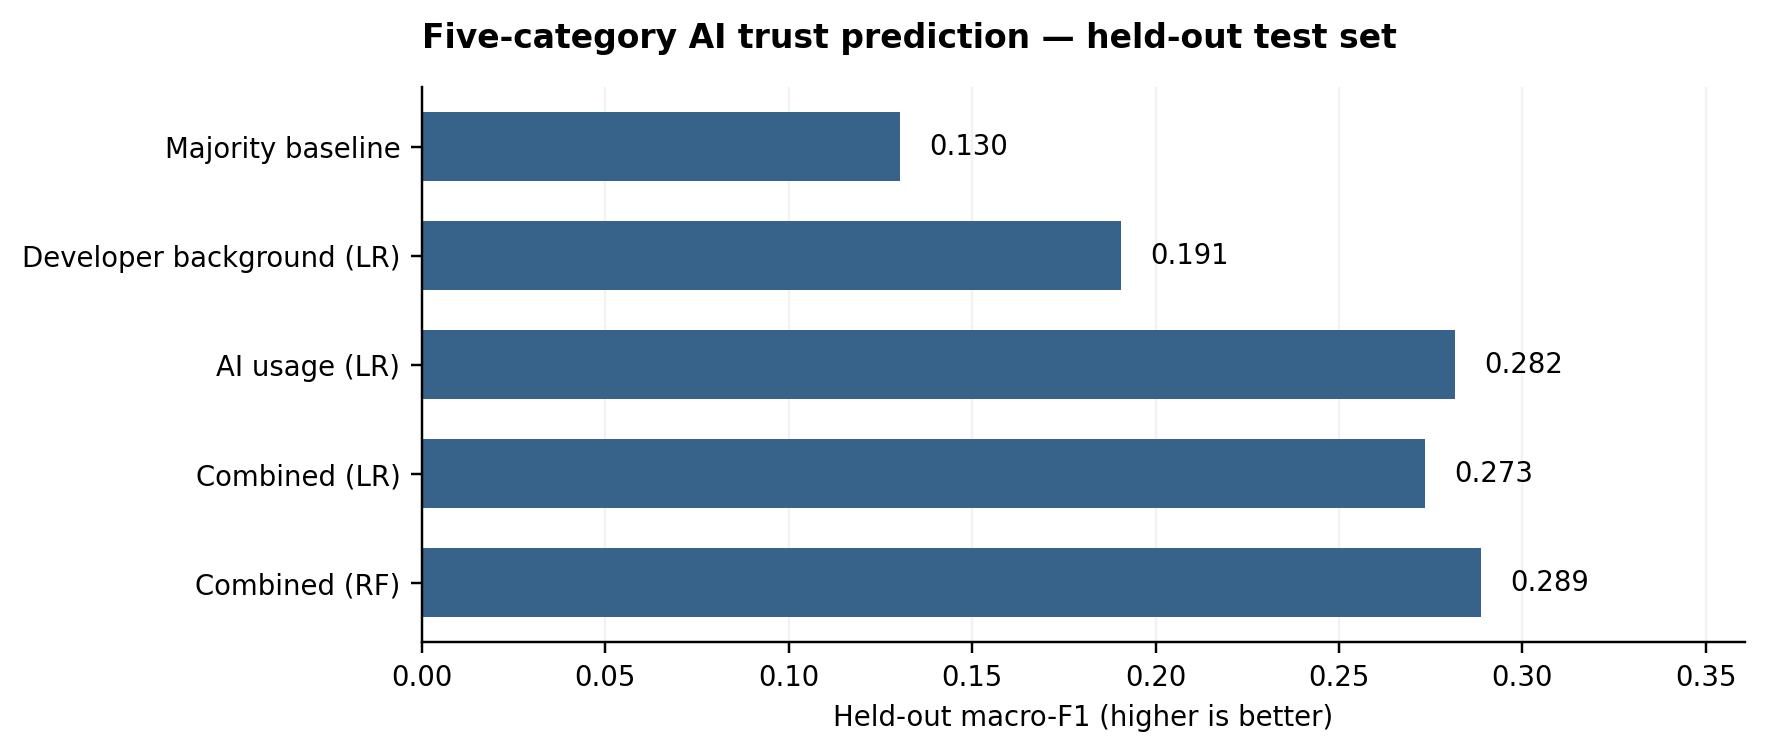 Five-category AI trust prediction — held-out test set
Majority baseline
0.130
Developer background (LR)
0.191
AI usage (LR)
0.282
Combined (LR)
0.273
Combined (RF)
0.289
0.00 0.05 0.10 0.15 0.20 0.25 0.30 0.35
Held-out macro-F1 (higher is better)